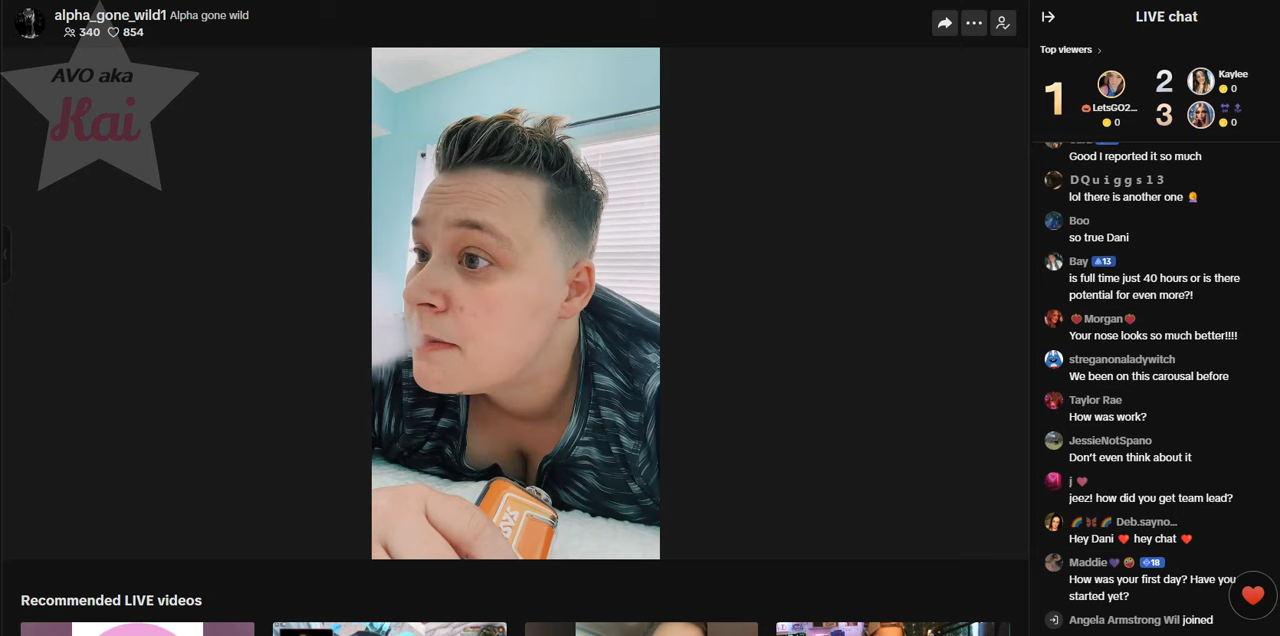 alpha_gone_wild1 Alpha gone wild
340 854
AVO aka
Kai
LIVE chat
Top viewers
1
LetsGO2...
0
2
Kaylee
0
3
0
Good I reported it so much
DQuiggs13
lol there is another one
Boo
so true Dani
Bay 13
is full time just 40 hours or is there
potential for even more?!
Morgan
Your nose looks so much better!!!!
streganonaladywitch
We been on this carousal before
Taylor Rae
How was work?
JessieNotSpano
Don't even think about it
j
jeez! how did you get team lead?
Deb.sayno...
Hey Dani ❤️ hey chat ❤️
Maddie 18
How was your first day? Have you
started yet?
Angela Armstrong Wil joined
Recommended LIVE videos